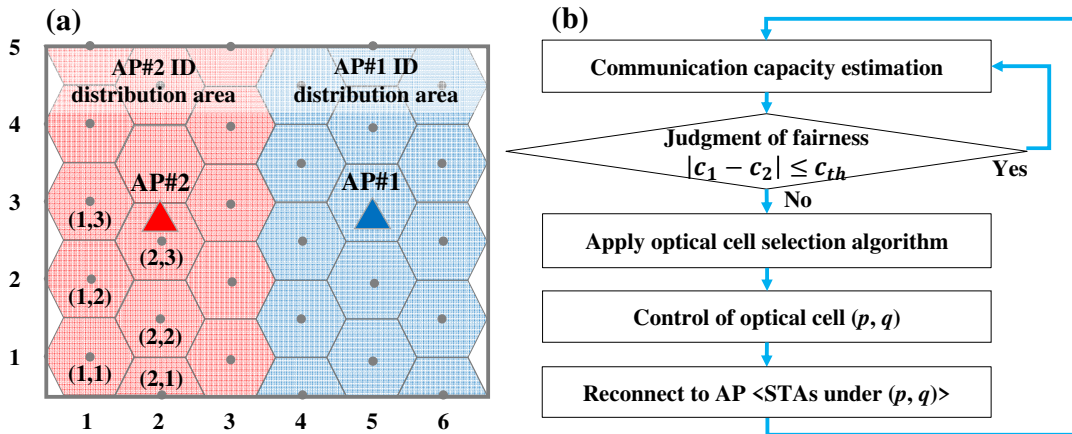 (a)
5
4
3
2
1
AP#2 ID
distribution area
AP#1 ID
distribution area
AP#2
AP#1
(1,3)
(2,3)
(1,2)
(2,2)
(1,1)
(2,1)
1 2 3 4 5 6
(b)
Communication capacity estimation
Judgment of fairness
|c₁ − c₂| ≤ cₜₕ
Yes
No
Apply optical cell selection algorithm
Control of optical cell (p, q)
Reconnect to AP <STAs under (p, q)>